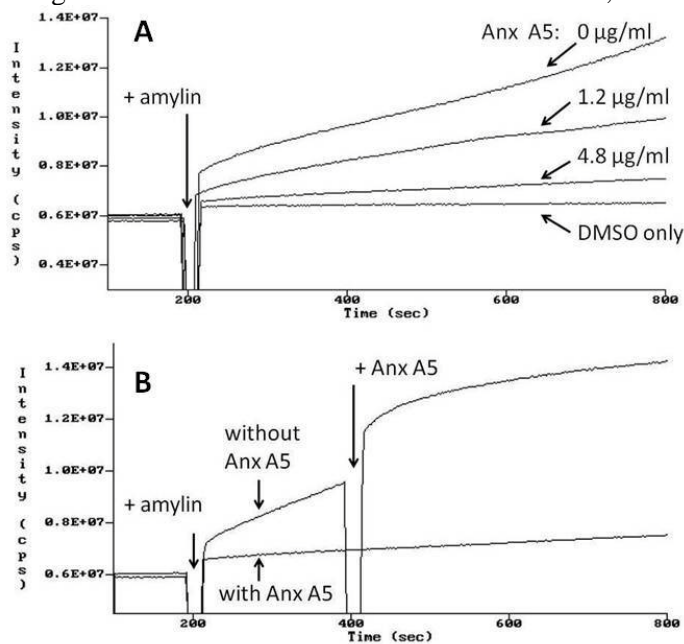 A
Anx A5: 0 µg/ml
1.2 µg/ml
4.8 µg/ml
DMSO only
+ amylin
Intensity (cps)
1.4E+07
1.2E+07
1.0E+07
0.8E+07
0.6E+07
0.4E+07
200
400
600
800
Time (sec)
B
+ Anx A5
without
Anx A5
+ amylin
with Anx A5
Intensity (cps)
1.4E+07
1.2E+07
1.0E+07
0.8E+07
0.6E+07
200
400
600
800
Time (sec)